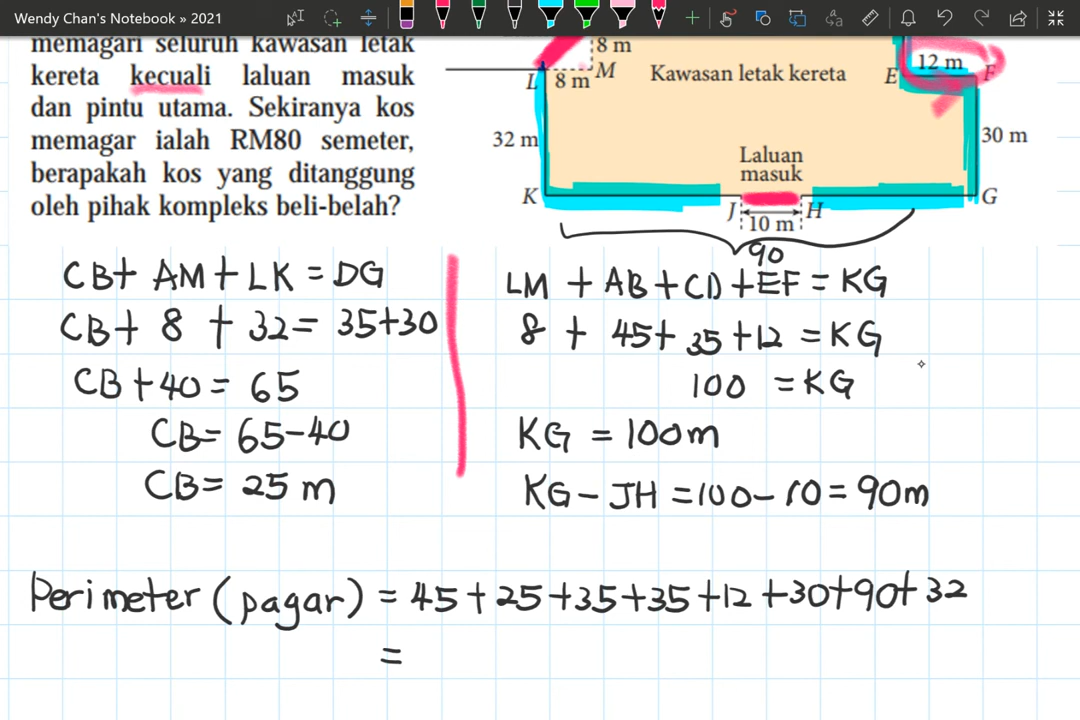 Wendy Chan's Notebook » 2021
memagari seluruh kawasan letak
kereta kecuali laluan masuk
dan pintu utama. Sekiranya kos
memagar ialah RM80 semeter,
berapakah kos yang ditanggung
oleh pihak kompleks beli-belah?
8 m
L 8 m M Kawasan letak kereta E 12 m F
32 m
30 m
Laluan
masuk
K J H G
10 m
90
CB + AM + LK = DG
CB + 8 + 32 = 35+30
CB + 40 = 65
CB = 65-40
CB = 25 m
LM + AB + CD + EF = KG
8 + 45 + 35 + 12 = KG
100 = KG
KG = 100m
KG - JH = 100 - 10 = 90m
Perimeter (pagar) = 45 + 25 + 35 + 35 + 12 + 30 + 90 + 32
=